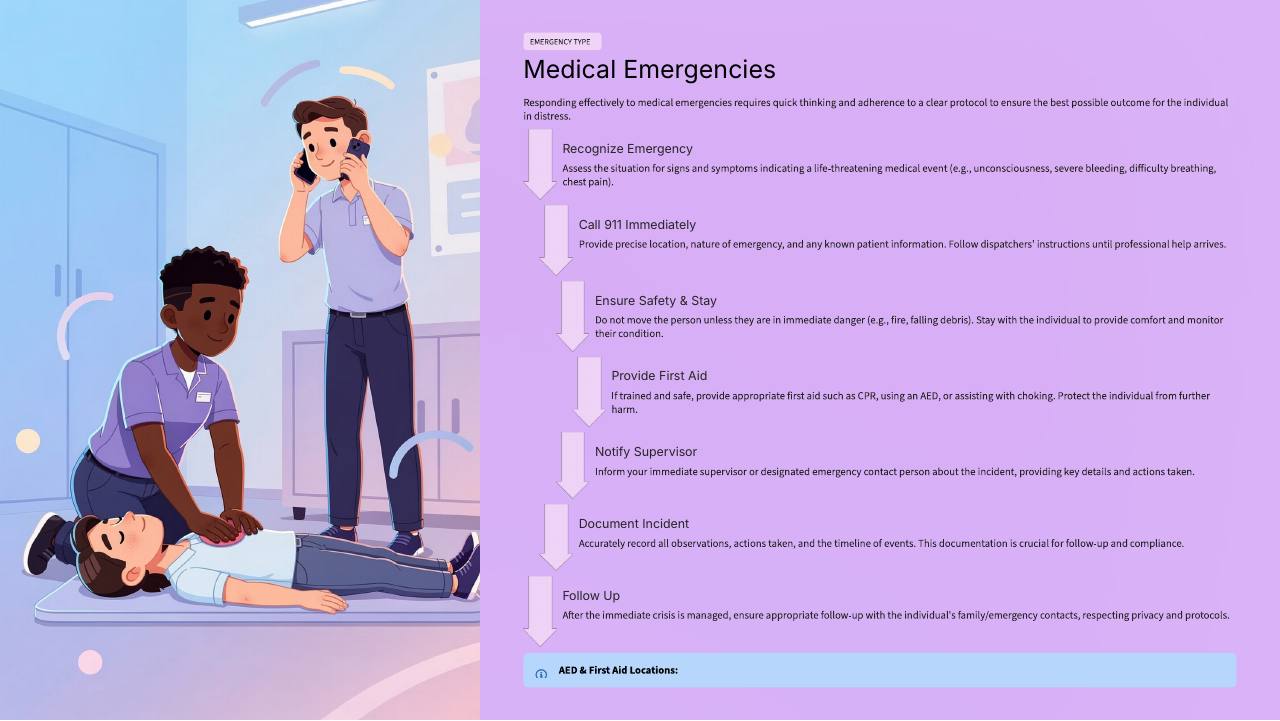 EMERGENCY TYPE
Medical Emergencies
Responding effectively to medical emergencies requires quick thinking and adherence to a clear protocol to ensure the best possible outcome for the individual
in distress.
Recognize Emergency
Assess the situation for signs and symptoms indicating a life-threatening medical event (e.g., unconsciousness, severe bleeding, difficulty breathing,
chest pain).
Call 911 Immediately
Provide precise location, nature of emergency, and any known patient information. Follow dispatchers' instructions until professional help arrives.
Ensure Safety & Stay
Do not move the person unless they are in immediate danger (e.g., fire, falling debris). Stay with the individual to provide comfort and monitor
their condition.
Provide First Aid
If trained and safe, provide appropriate first aid such as CPR, using an AED, or assisting with choking. Protect the individual from further
harm.
Notify Supervisor
Inform your immediate supervisor or designated emergency contact person about the incident, providing key details and actions taken.
Document Incident
Accurately record all observations, actions taken, and the timeline of events. This documentation is crucial for follow-up and compliance.
Follow Up
After the immediate crisis is managed, ensure appropriate follow-up with the individual's family/emergency contacts, respecting privacy and protocols.
AED & First Aid Locations: